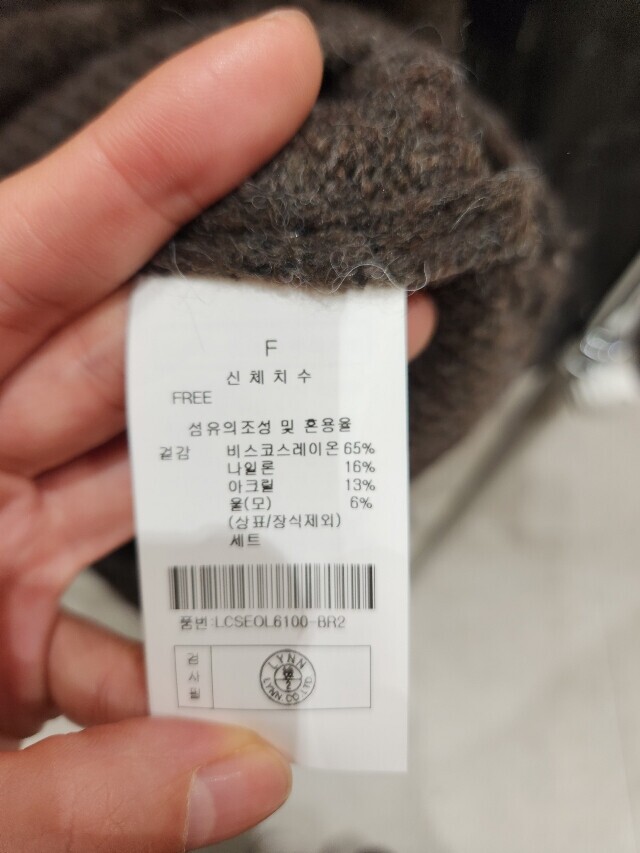 F
신체치수
FREE
섬유의조성 및 혼용율
겉감 비스코스레이온 65%
나일론 16%
아크릴 13%
울(모) 6%
(상표/장식제외)
세트
품번:LCSEOL6100-BR2
검사필
LYNN
LYNN CO.LTD